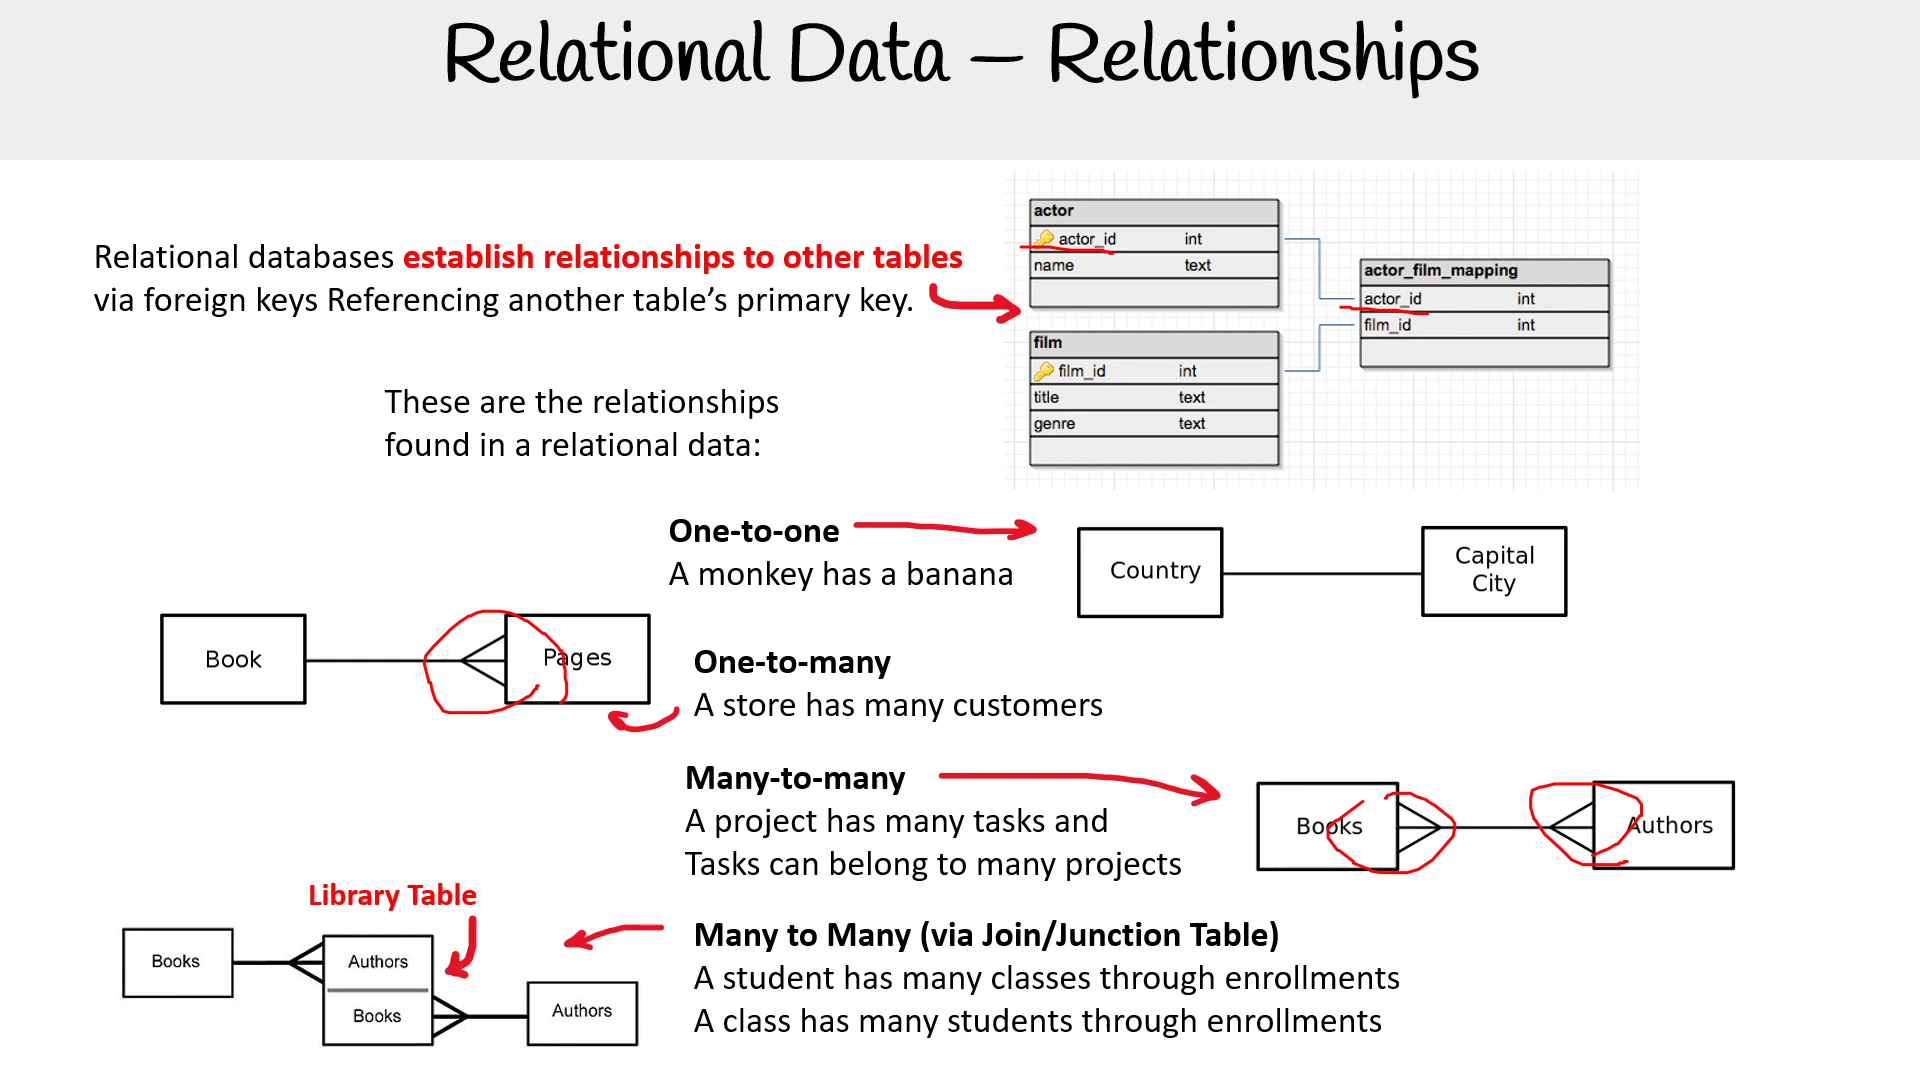 Relational Data – Relationships
Relational databases establish relationships to other tables
via foreign keys Referencing another table's primary key.
actor
actor_id int
name text
film
film_id int
title text
genre text
actor_film_mapping
actor_id int
film_id int
These are the relationships
found in a relational data:
One-to-one
A monkey has a banana
Country
Capital
City
Book
Pages
One-to-many
A store has many customers
Many-to-many
A project has many tasks and
Tasks can belong to many projects
Books
Authors
Library Table
Books
Authors
Books
Authors
Many to Many (via Join/Junction Table)
A student has many classes through enrollments
A class has many students through enrollments